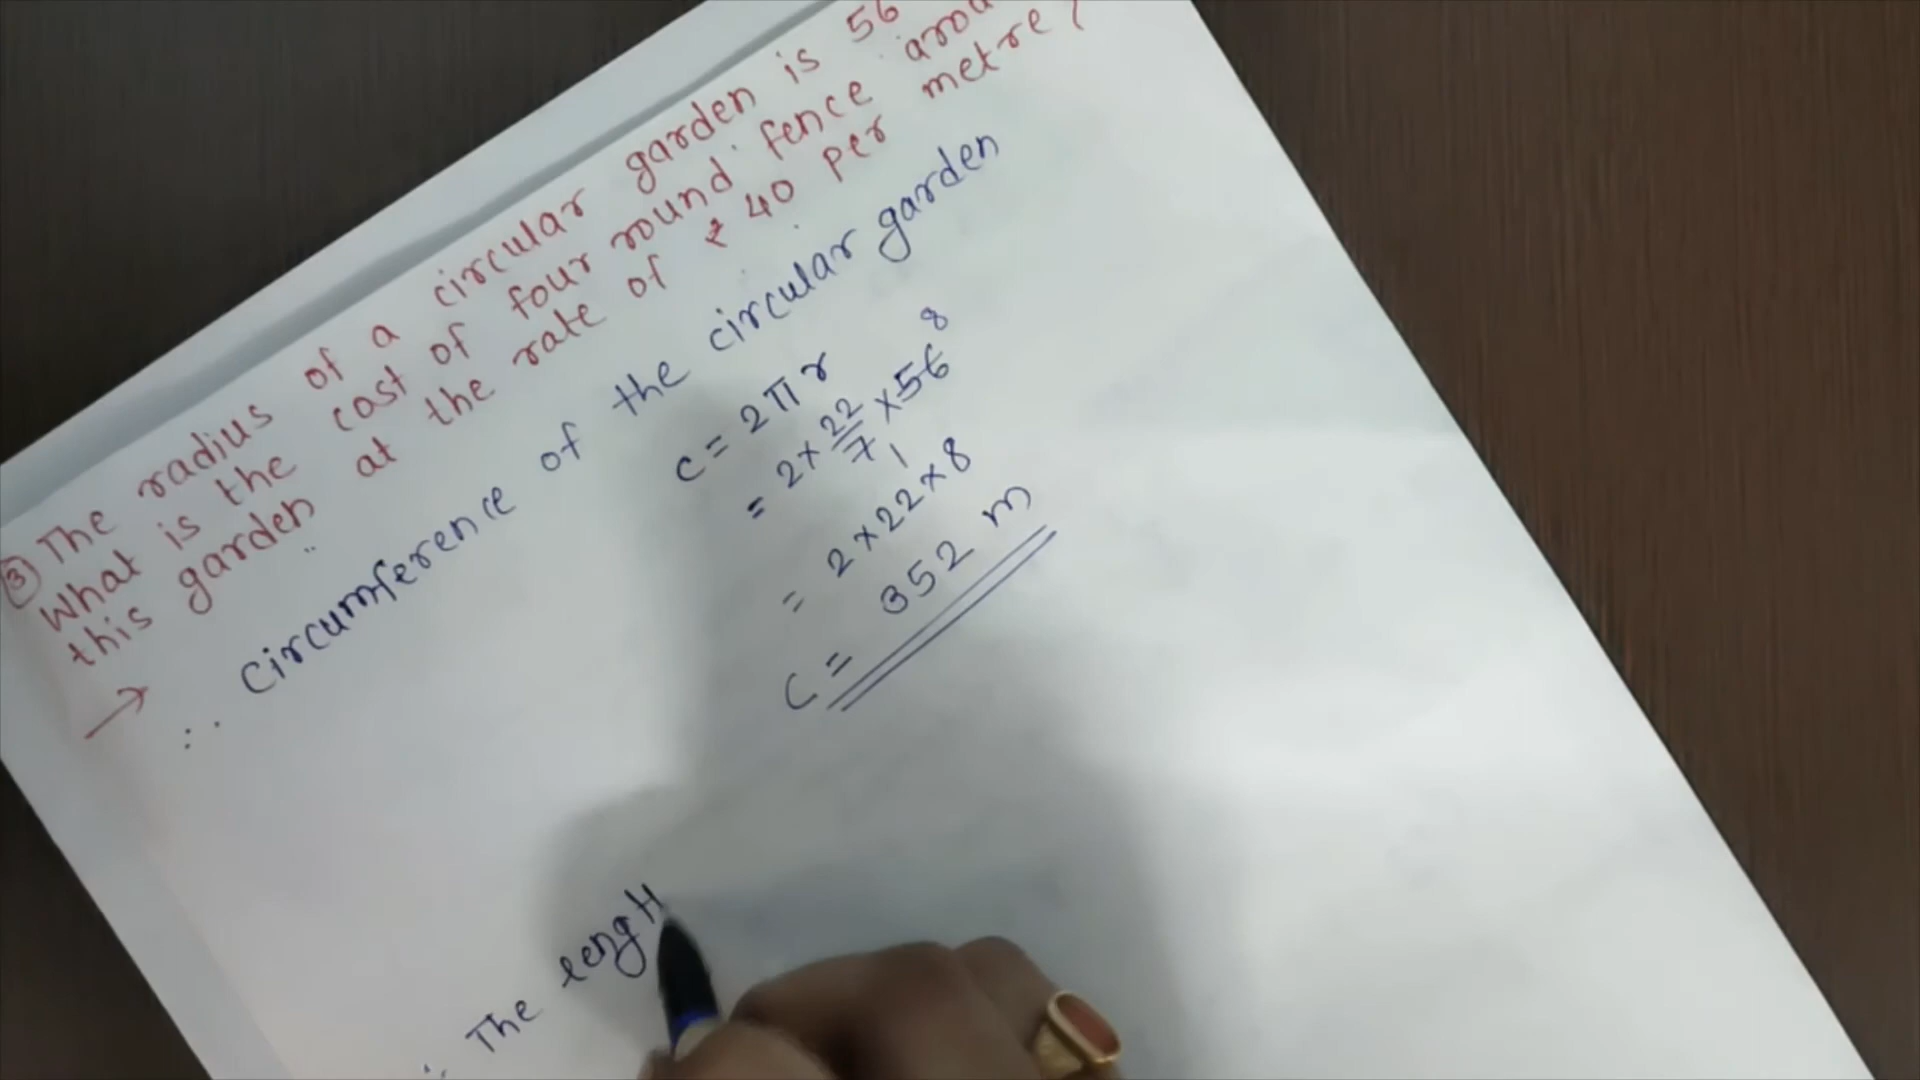 ③ The radius of a circular garden is 56
What is the cost of four round fence
this garden at the rate of ₹ 40 per metre?
→
∴ Circumference of the circular garden
C = 2πr
= 2 × 22/7 × 56 8
1
= 2 × 22 × 8
C = 352 m
∴ The length